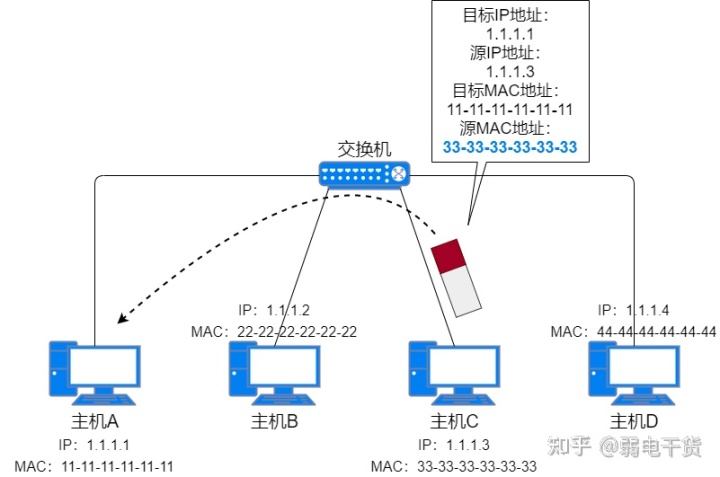 目标IP地址：
1.1.1.1
源IP地址：
1.1.1.3
目标MAC地址：
11-11-11-11-11-11
源MAC地址：
33-33-33-33-33-33
交换机
IP：1.1.1.2
MAC：22-22-22-22-22-22
IP：1.1.1.4
MAC：44-44-44-44-44-44
主机A
IP：1.1.1.1
MAC：11-11-11-11-11-11
主机B
主机C
IP：1.1.1.3
MAC：33-33-33-33-33-33
主机D
知乎 @弱电干货